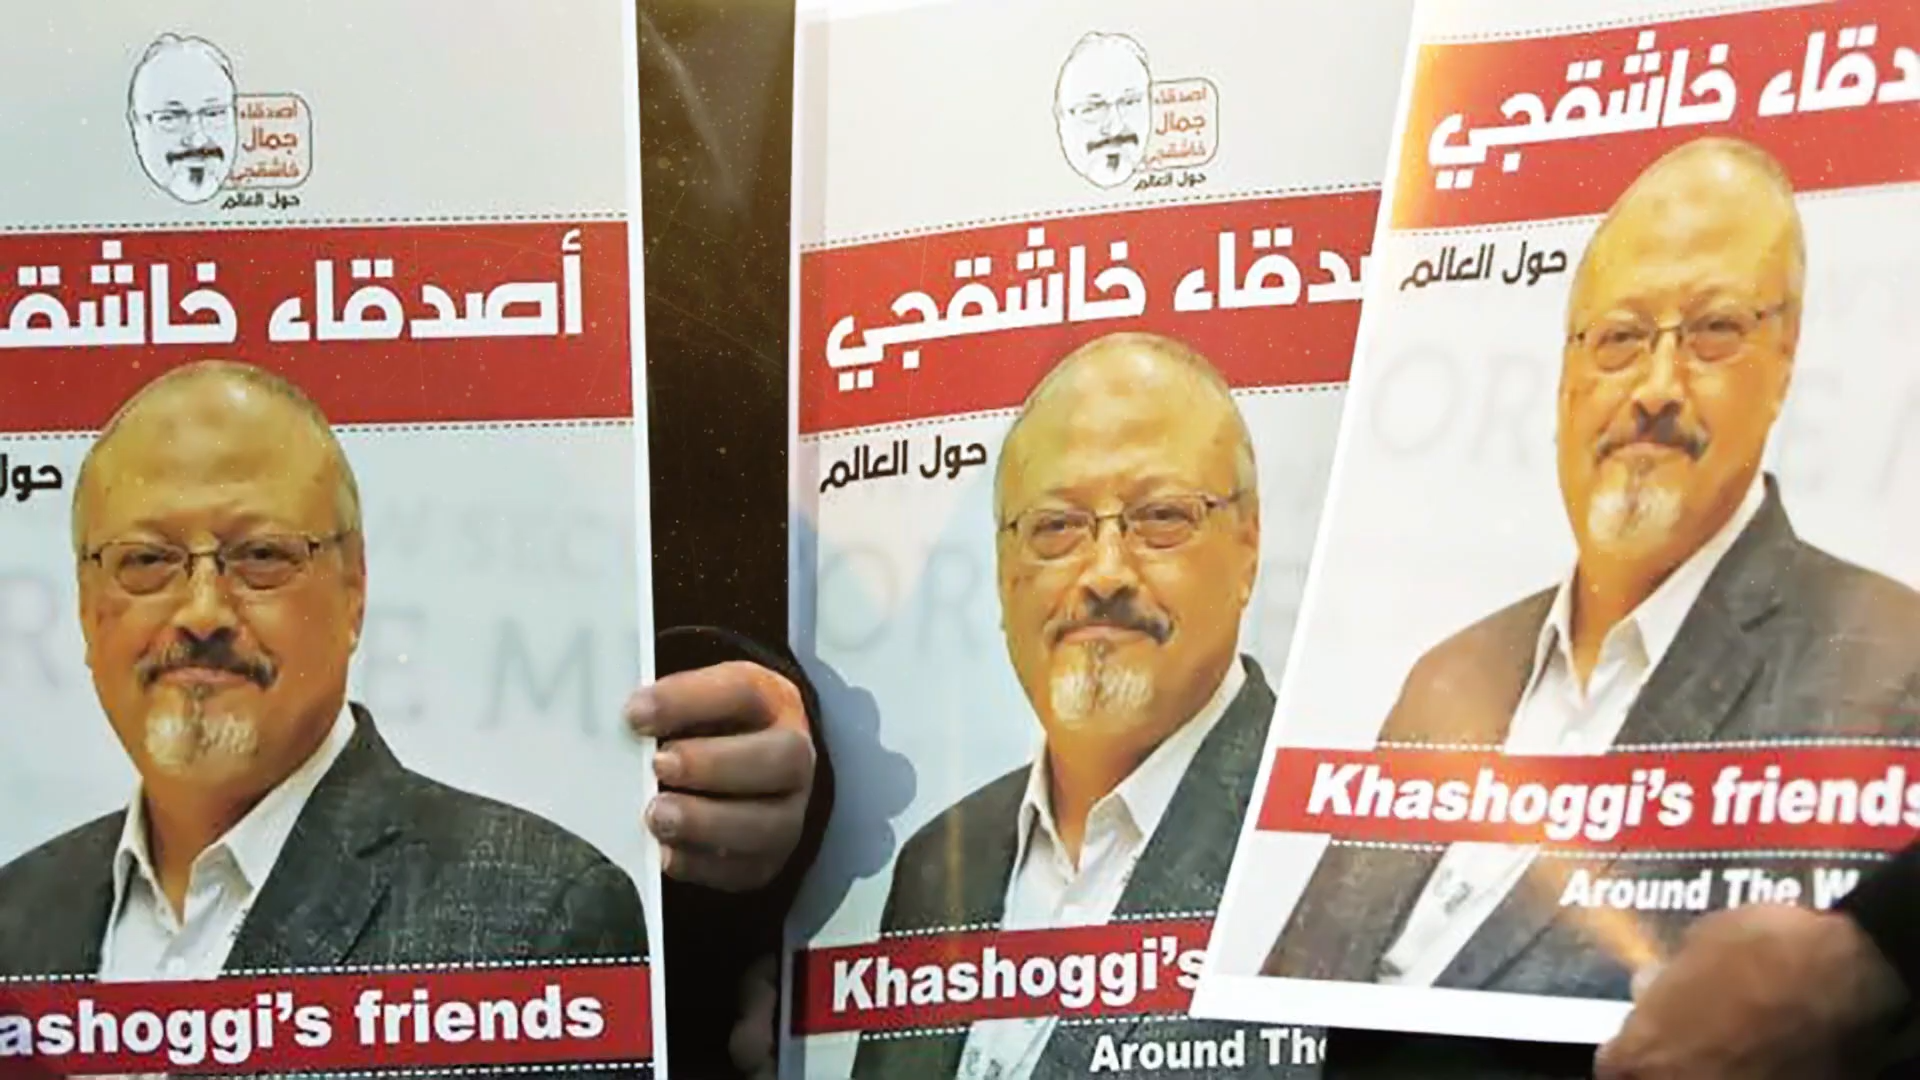 أصدقاء
جمال
خاشقجي
حول العالم
أصدقاء خاشق
حول
ashoggi's friends
أصدقاء
جمال
خاشقجي
حول العالم
صدقاء خاشقجي
حول العالم
Khashoggi's
Around The
دقاء خاشقجي
حول العالم
Khashoggi's friends
Around The W